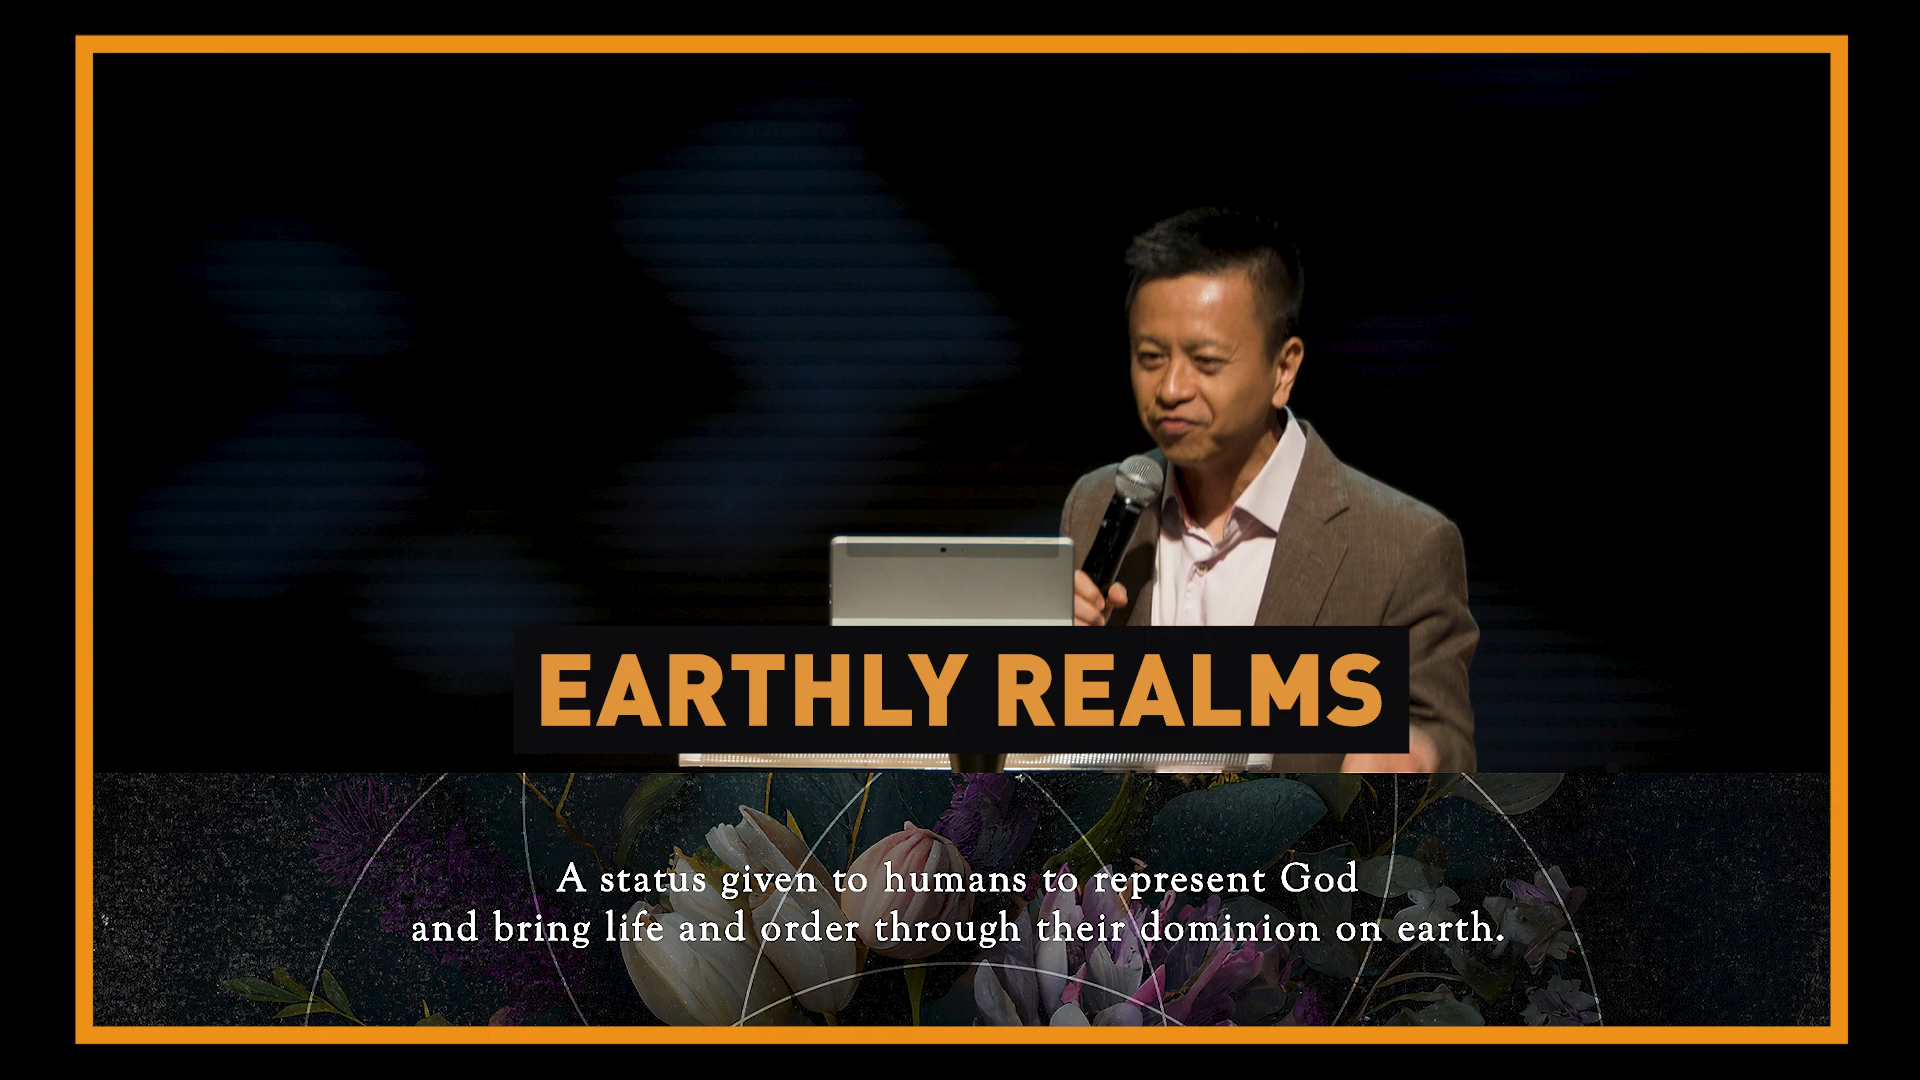 EARTHLY REALMS
A status given to humans to represent God
and bring life and order through their dominion on earth.